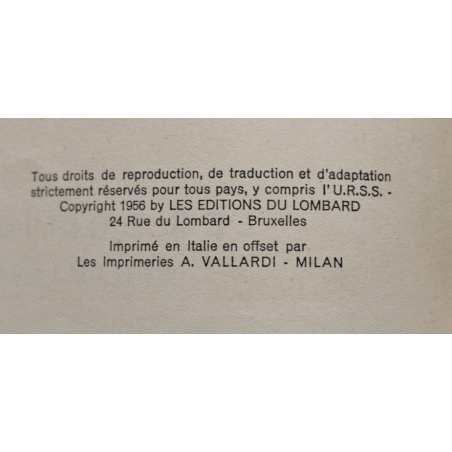 Tous droits de reproduction, de traduction et d'adaptation
strictement réservés pour tous pays, y compris l'U.R.S.S. -
Copyright 1956 by LES EDITIONS DU LOMBARD
24 Rue du Lombard - Bruxelles
Imprimé en Italie en offset par
Les Imprimeries A. VALLARDI - MILAN